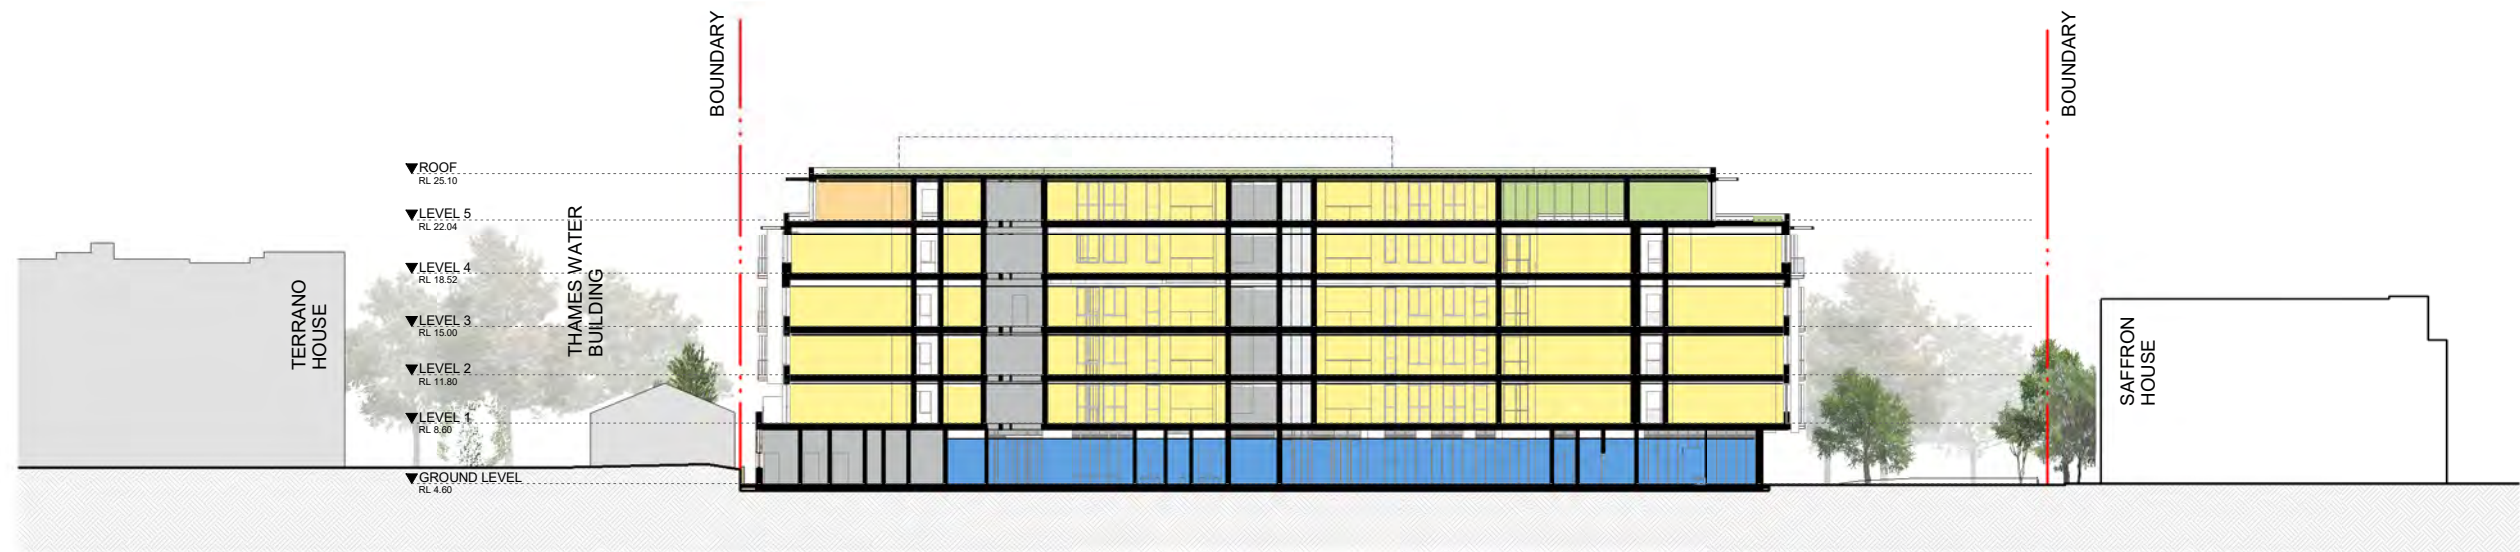 BOUNDARY
BOUNDARY
ROOF
RL 25.10
LEVEL 5
RL 22.04
THAMES WATER
BUILDING
LEVEL 4
RL 18.52
TERRANO
HOUSE
LEVEL 3
RL 15.00
SAFFRON
HOUSE
LEVEL 2
RL 11.80
LEVEL 1
RL 8.60
GROUND LEVEL
RL 4.60